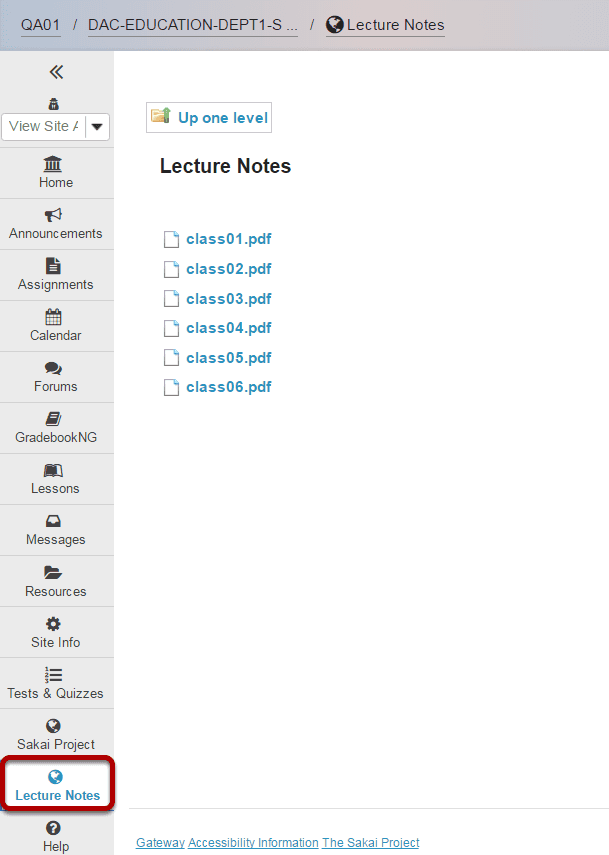 QA01 / DAC-EDUCATION-DEPT1-S ... / Lecture Notes
View Site A
Home
Announcements
Assignments
Calendar
Forums
GradebookNG
Lessons
Messages
Resources
Site Info
Tests & Quizzes
Sakai Project
Lecture Notes
Help
Up one level
Lecture Notes
class01.pdf
class02.pdf
class03.pdf
class04.pdf
class05.pdf
class06.pdf
Gateway Accessibility Information The Sakai Project